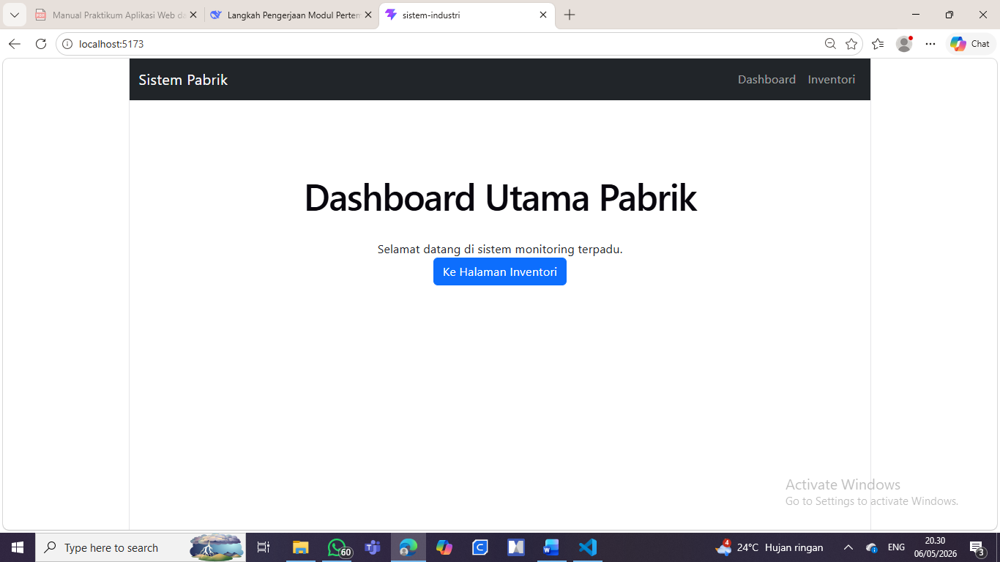 Manual Praktikum Aplikasi Web da
Langkah Pengerjaan Modul Pertem
sistem-industri
localhost:5173
Chat
Sistem Pabrik
Dashboard
Inventori
Dashboard Utama Pabrik
Selamat datang di sistem monitoring terpadu.
Ke Halaman Inventori
Activate Windows
Go to Settings to activate Windows.
Type here to search
60
4
24°C Hujan ringan
ENG
20.30
06/05/2026
3